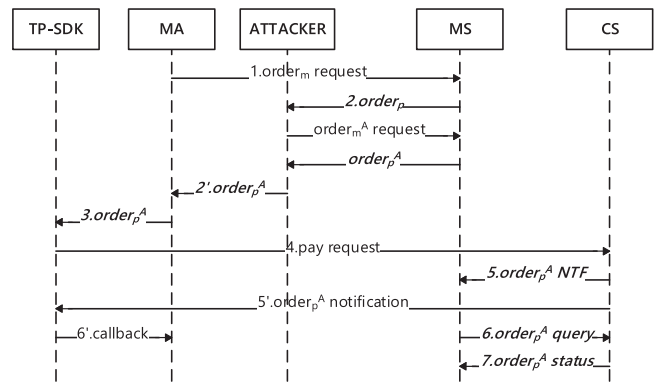 TP-SDK MA ATTACKER MS CS
1.orderₘ request
2.orderₚ
orderₘᴬ request
orderₚᴬ
2'.orderₚᴬ
3.orderₚᴬ
4.pay request
5.orderₚᴬ NTF
5'.orderₚᴬ notification
6'.callback 6.orderₚᴬ query
7.orderₚᴬ status